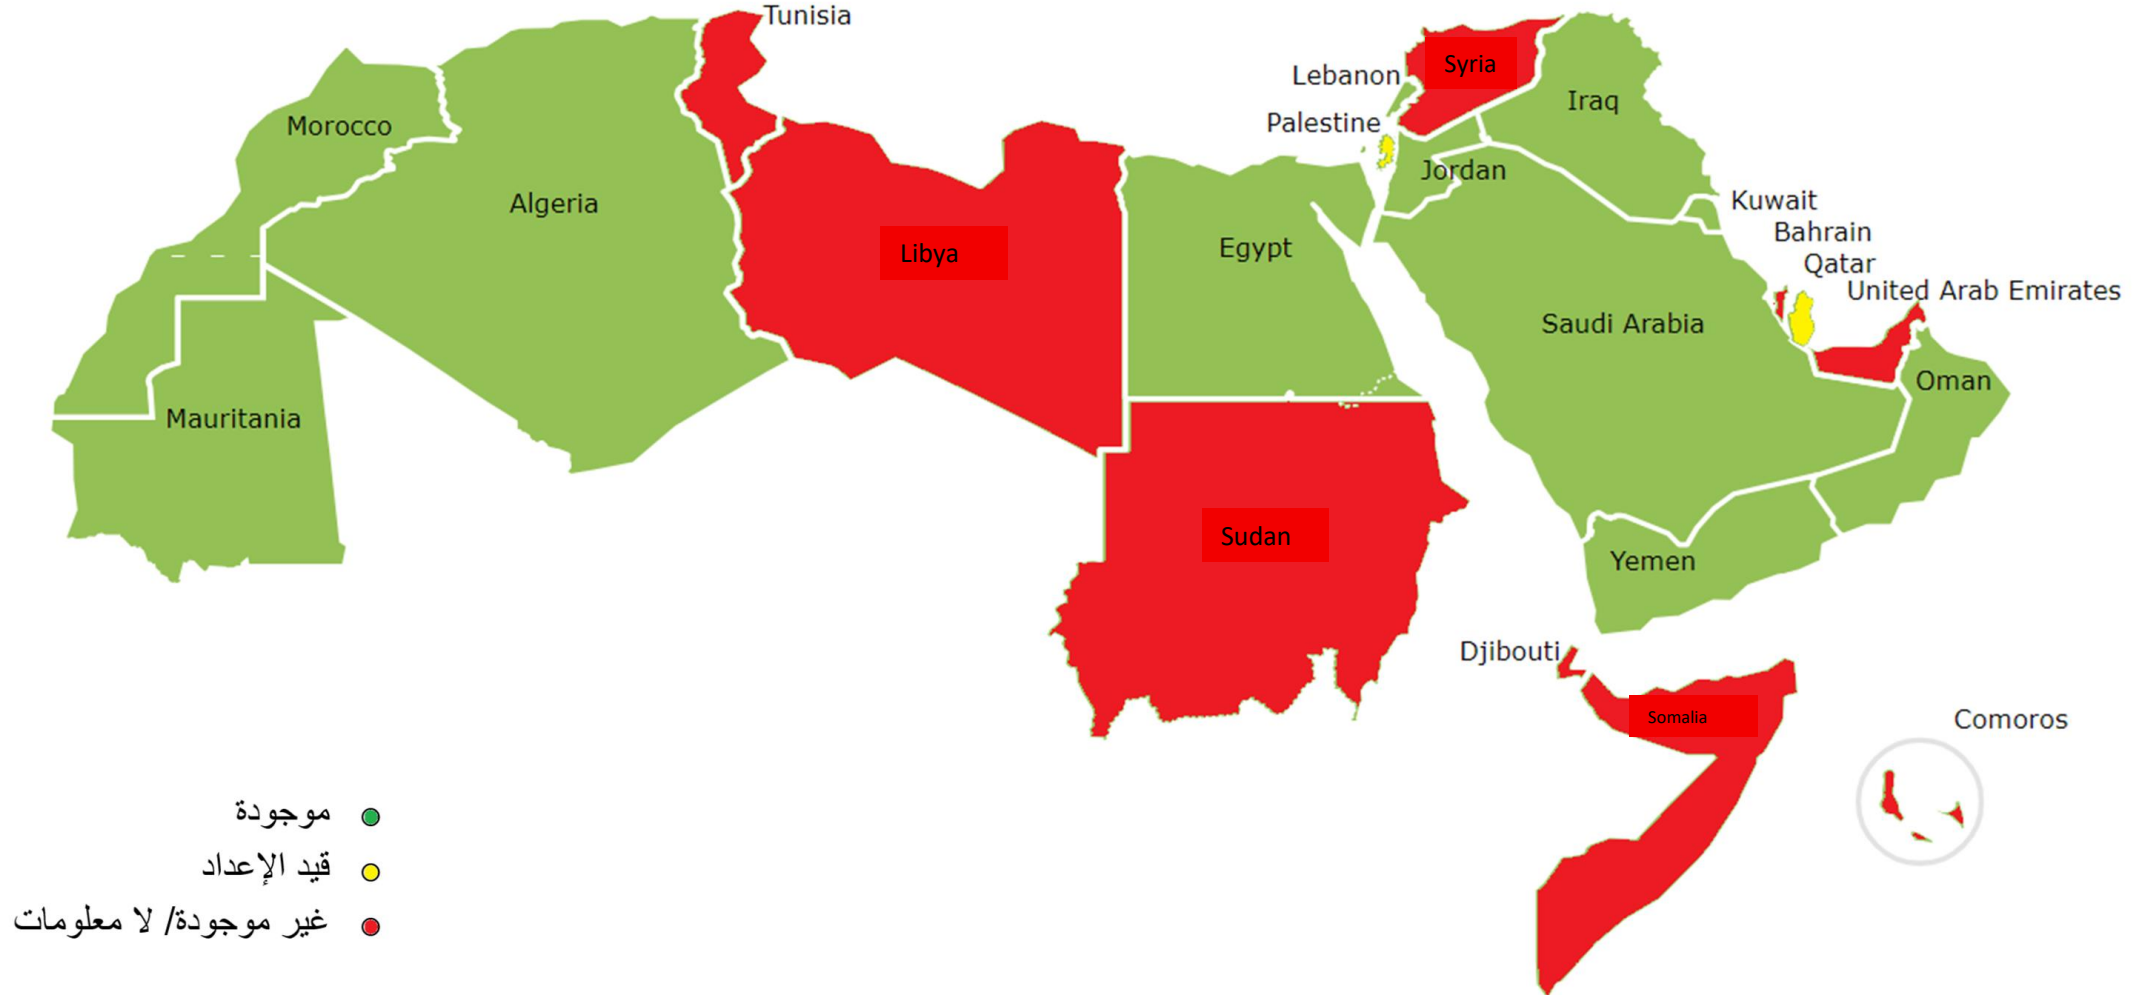 Tunisia
Syria
Lebanon
Iraq
Palestine
Morocco
Jordan
Algeria
Kuwait
Bahrain
Egypt
Libya
Qatar
United Arab Emirates
Saudi Arabia
Oman
Mauritania
Sudan
Yemen
Djibouti
Somalia
Comoros
موجودة
قيد الإعداد
غير موجودة/ لا معلومات